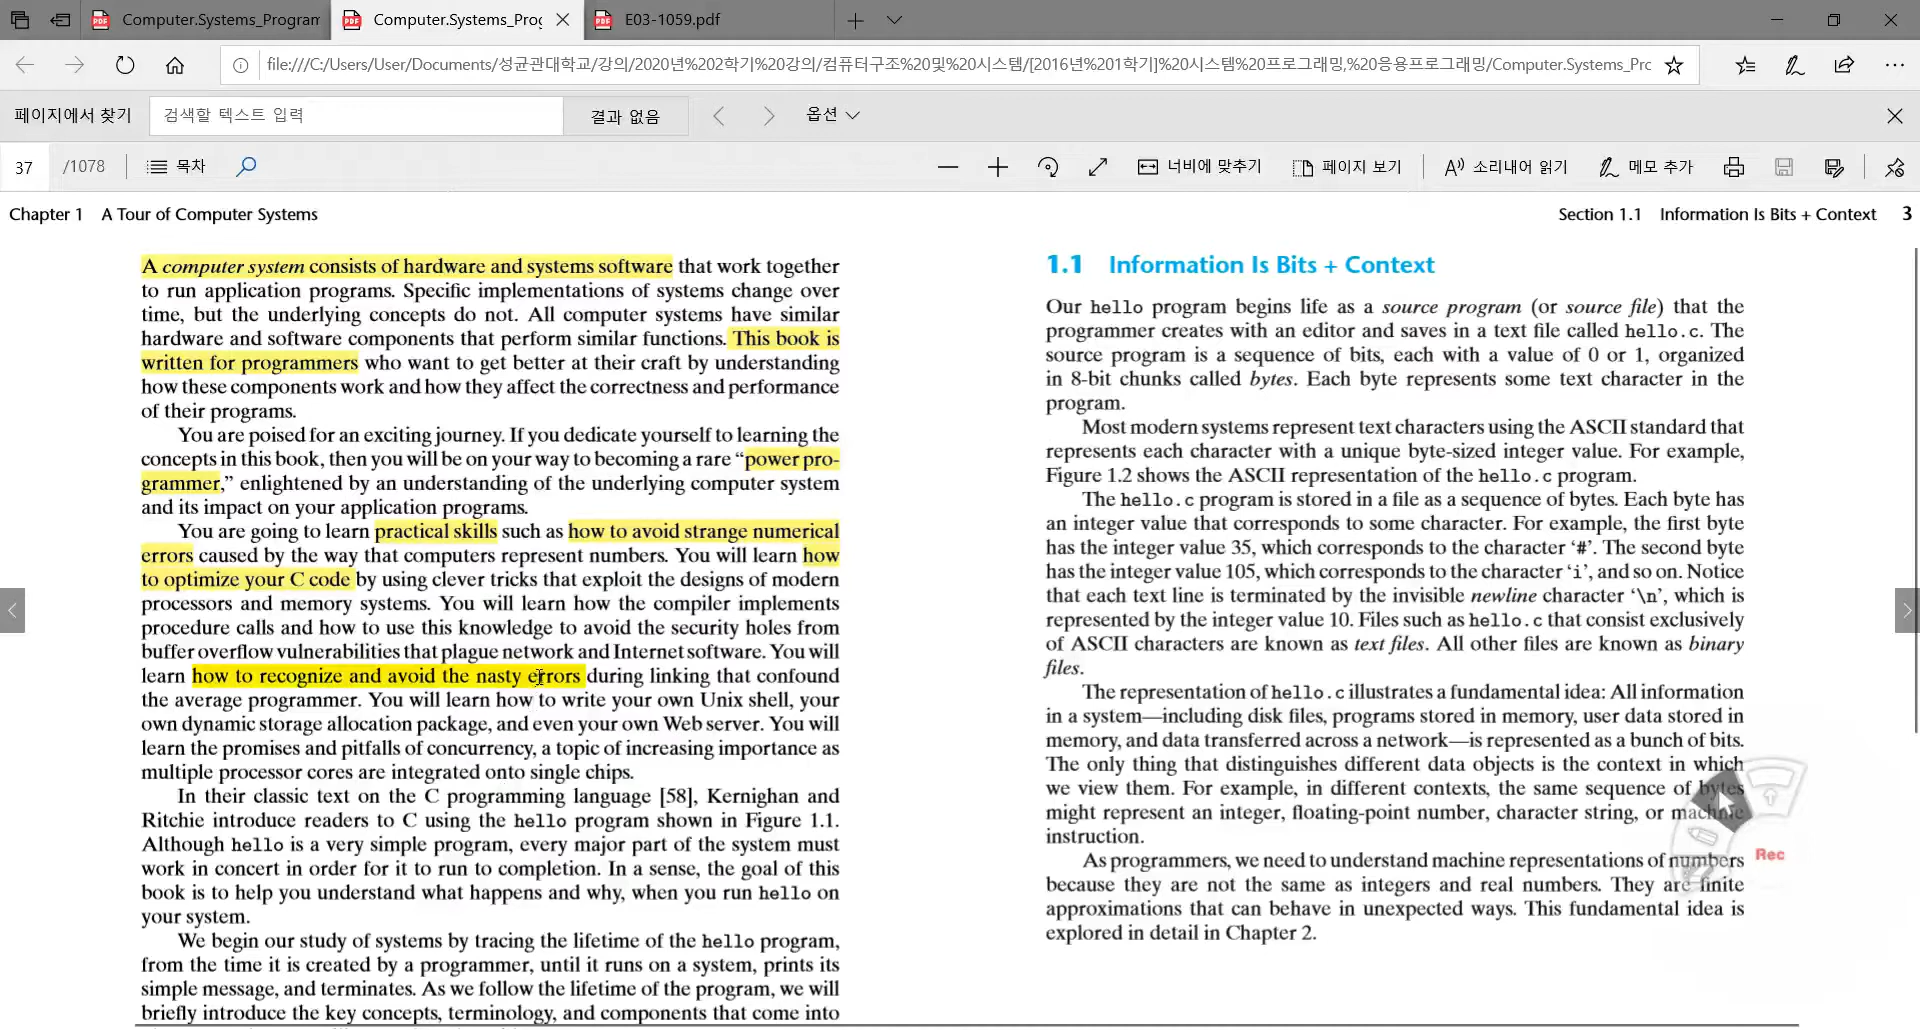 Computer.Systems_Program
Computer.Systems_Prog
E03-1059.pdf
file:///C:/Users/User/Documents/성균관대학교/강의/2020년%202학기%20강의/컴퓨터구조%20및%20시스템/[2016년%201학기]%20시스템%20프로그래밍,%20응용프로그래밍/Computer.Systems_Prc
페이지에서 찾기 검색할 텍스트 입력 결과 없음 옵션
37 /1078 목차 너비에 맞추기 페이지 보기 소리내어 읽기 메모 추가
Chapter 1 A Tour of Computer Systems
A computer system consists of hardware and systems software that work together
to run application programs. Specific implementations of systems change over
time, but the underlying concepts do not. All computer systems have similar
hardware and software components that perform similar functions. This book is
written for programmers who want to get better at their craft by understanding
how these components work and how they affect the correctness and performance
of their programs.
You are poised for an exciting journey. If you dedicate yourself to learning the
concepts in this book, then you will be on your way to becoming a rare “power pro-
grammer,” enlightened by an understanding of the underlying computer system
and its impact on your application programs.
You are going to learn practical skills such as how to avoid strange numerical
errors caused by the way that computers represent numbers. You will learn how
to optimize your C code by using clever tricks that exploit the designs of modern
processors and memory systems. You will learn how the compiler implements
procedure calls and how to use this knowledge to avoid the security holes from
buffer overflow vulnerabilities that plague network and Internet software. You will
learn how to recognize and avoid the nasty errors during linking that confound
the average programmer. You will learn how to write your own Unix shell, your
own dynamic storage allocation package, and even your own Web server. You will
learn the promises and pitfalls of concurrency, a topic of increasing importance as
multiple processor cores are integrated onto single chips.
In their classic text on the C programming language [58], Kernighan and
Ritchie introduce readers to C using the hello program shown in Figure 1.1.
Although hello is a very simple program, every major part of the system must
work in concert in order for it to run to completion. In a sense, the goal of this
book is to help you understand what happens and why, when you run hello on
your system.
We begin our study of systems by tracing the lifetime of the hello program,
from the time it is created by a programmer, until it runs on a system, prints its
simple message, and terminates. As we follow the lifetime of the program, we will
briefly introduce the key concepts, terminology, and components that come into
Section 1.1 Information Is Bits + Context 3
1.1 Information Is Bits + Context
Our hello program begins life as a source program (or source file) that the
programmer creates with an editor and saves in a text file called hello.c. The
source program is a sequence of bits, each with a value of 0 or 1, organized
in 8-bit chunks called bytes. Each byte represents some text character in the
program.
Most modern systems represent text characters using the ASCII standard that
represents each character with a unique byte-sized integer value. For example,
Figure 1.2 shows the ASCII representation of the hello.c program.
The hello.c program is stored in a file as a sequence of bytes. Each byte has
an integer value that corresponds to some character. For example, the first byte
has the integer value 35, which corresponds to the character ‘#’. The second byte
has the integer value 105, which corresponds to the character ‘i’, and so on. Notice
that each text line is terminated by the invisible newline character ‘\n’, which is
represented by the integer value 10. Files such as hello.c that consist exclusively
of ASCII characters are known as text files. All other files are known as binary
files.
The representation of hello.c illustrates a fundamental idea: All information
in a system—including disk files, programs stored in memory, user data stored in
memory, and data transferred across a network—is represented as a bunch of bits.
The only thing that distinguishes different data objects is the context in which
we view them. For example, in different contexts, the same sequence of bytes
might represent an integer, floating-point number, character string, or machine
instruction.
As programmers, we need to understand machine representations of numbers
because they are not the same as integers and real numbers. They are finite
approximations that can behave in unexpected ways. This fundamental idea is
explored in detail in Chapter 2.
Rec